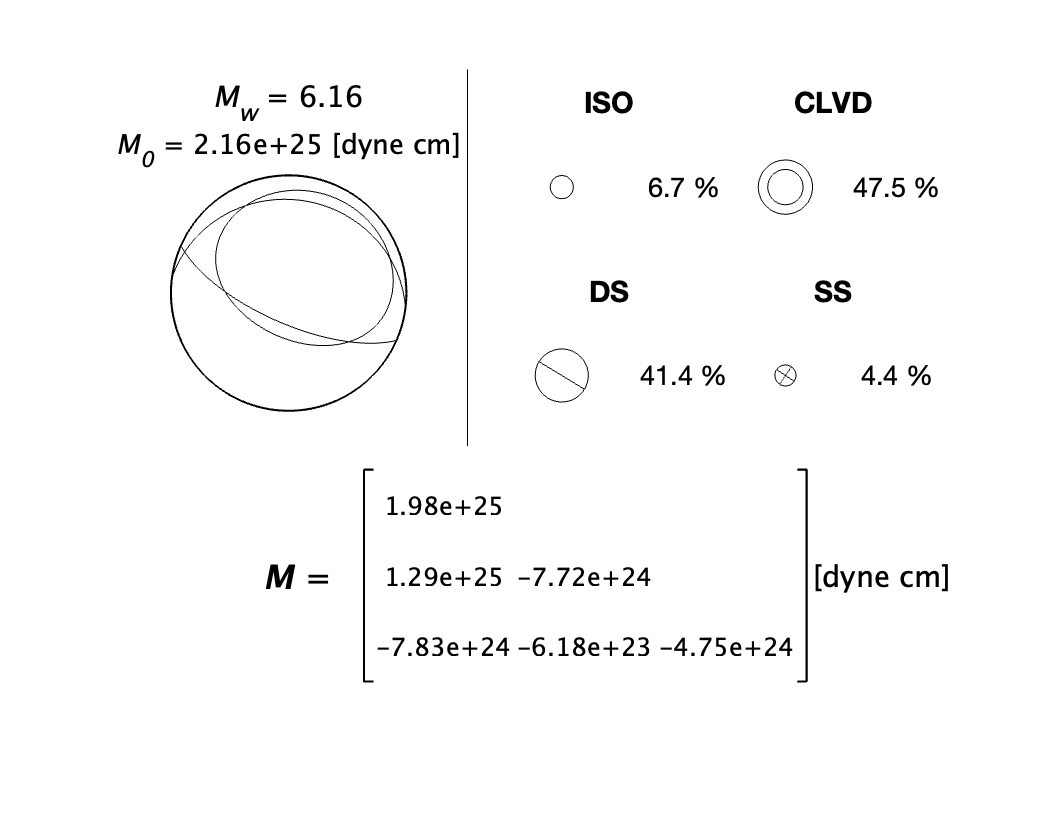 Mw = 6.16
M0 = 2.16e+25 [dyne cm]
ISO CLVD
6.7 % 47.5 %
DS SS
41.4 % 4.4 %
1.98e+25
M = 1.29e+25 −7.72e+24 [dyne cm]
−7.83e+24 −6.18e+23 −4.75e+24